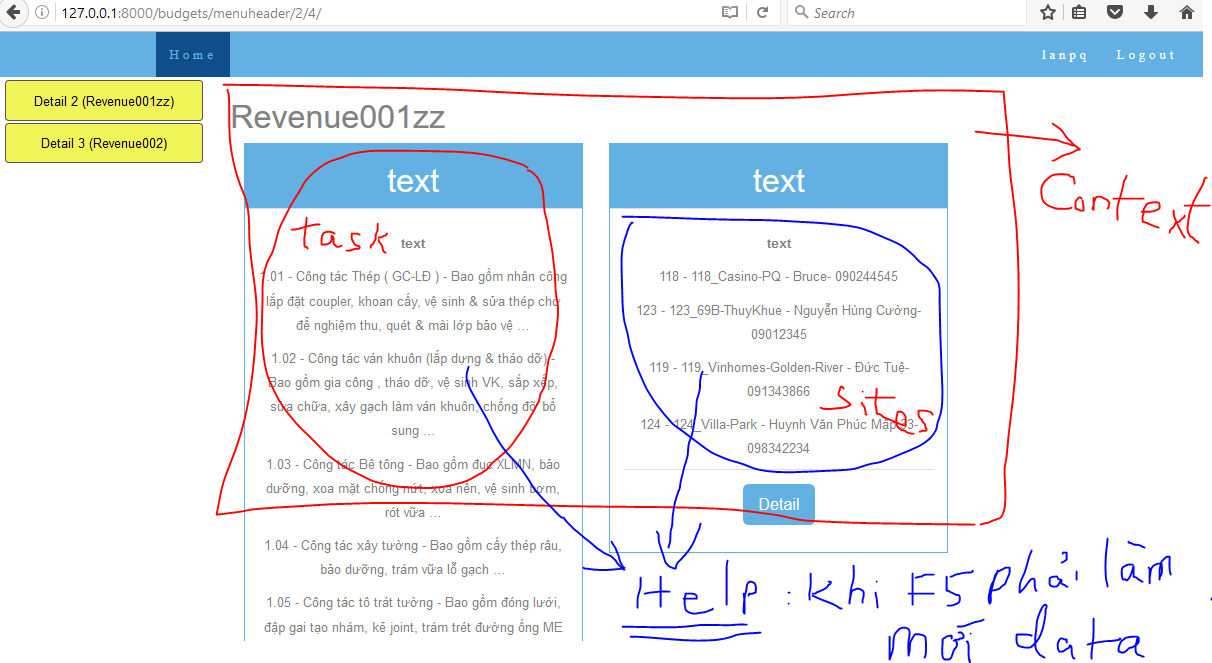 127.0.0.1:8000/budgets/menuheader/2/4/
Search
Home
lanpq
Logout
Detail 2 (Revenue001zz)
Detail 3 (Revenue002)
Revenue001zz
Context
text
task
text
1.01 - Công tác Thép ( GC-LĐ ) - Bao gồm nhân công
lắp đặt coupler, khoan cấy, vệ sinh & sửa thép chờ
để nghiệm thu, quét & mài lớp bảo vệ ...
1.02 - Công tác ván khuôn (lắp dựng & tháo dỡ) -
Bao gồm gia công , tháo dỡ, vệ sinh VK, sắp xếp,
sửa chữa, xây gạch làm ván khuôn, chống đỡ bổ
sung ...
1.03 - Công tác Bê tông - Bao gồm đục XLMN, bảo
dưỡng, xoa mặt chống nứt, xoa nền, vệ sinh bơm,
rót vữa ...
1.04 - Công tác xây tường - Bao gồm cấy thép râu,
bảo dưỡng, trám vữa lỗ gạch ...
1.05 - Công tác tô trát tường - Bao gồm đóng lưới,
đập gai tạo nhám, kẻ joint, trám trét đường ống ME
text
text
118 - 118_Casino-PQ - Bruce- 090244545
123 - 123_69B-ThuyKhue - Nguyễn Hùng Cường-
09012345
119 - 119_Vinhomes-Golden-River - Đức Tuệ-
091343866
sites
124 - 124_Villa-Park - Huynh Văn Phúc Mập 33-
098342234
Detail
Help : Khi F5 phải làm
mới data